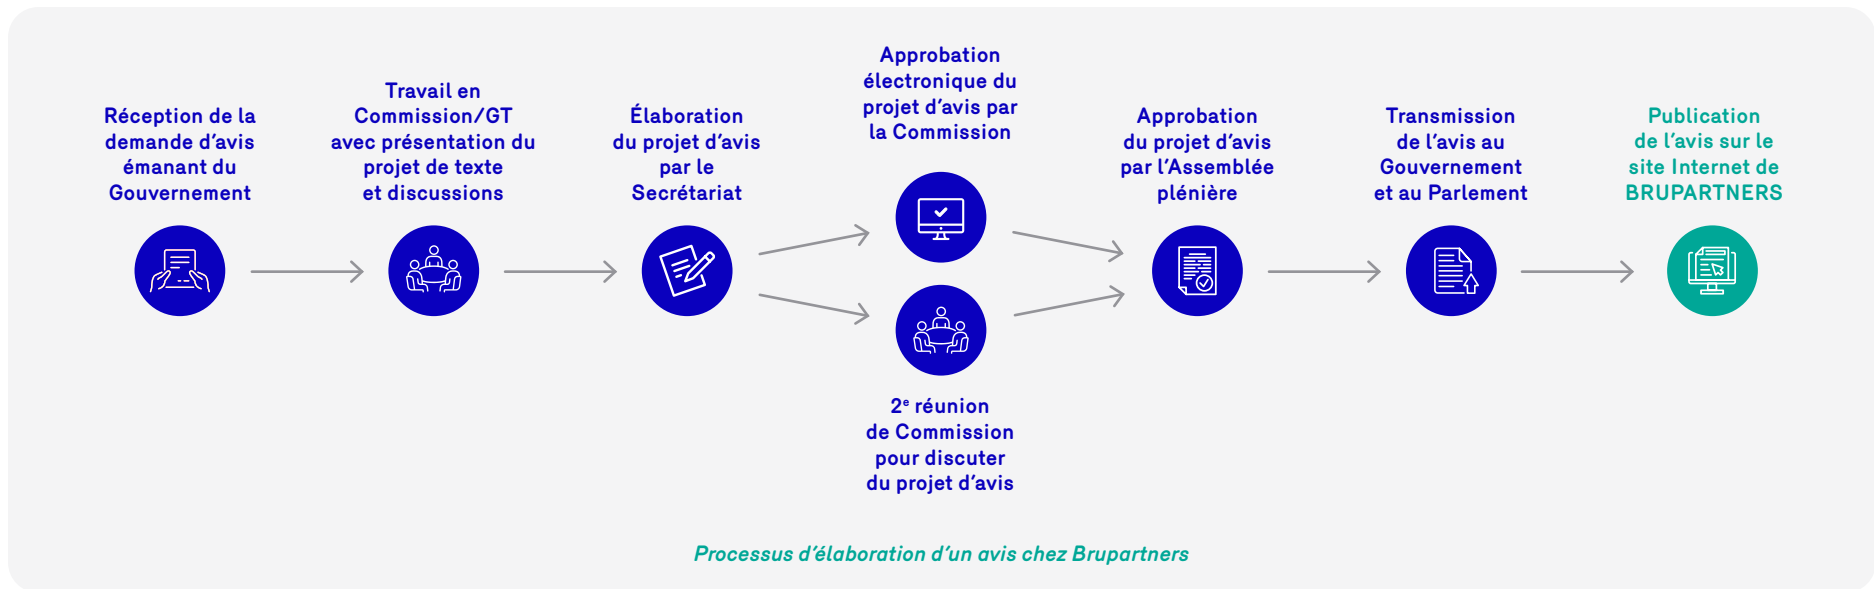 Réception de la
demande d’avis
émanant du
Gouvernement
Travail en
Commission/GT
avec présentation du
projet de texte
et discussions
Élaboration
du projet d’avis
par le
Secrétariat
Approbation
électronique du
projet d’avis par
la Commission
2e réunion
de Commission
pour discuter
du projet d’avis
Approbation
du projet d’avis
par l’Assemblée
plénière
Transmission
de l’avis au
Gouvernement
et au Parlement
Publication
de l’avis sur le
site Internet de
BRUPARTNERS
Processus d’élaboration d’un avis chez Brupartners